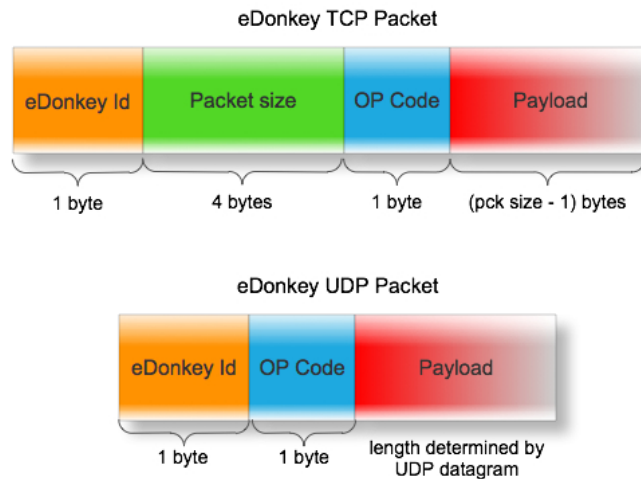 eDonkey TCP Packet
eDonkey Id Packet size OP Code Payload
1 byte 4 bytes 1 byte (pck size - 1) bytes
eDonkey UDP Packet
eDonkey Id OP Code Payload
1 byte 1 byte length determined by
UDP datagram